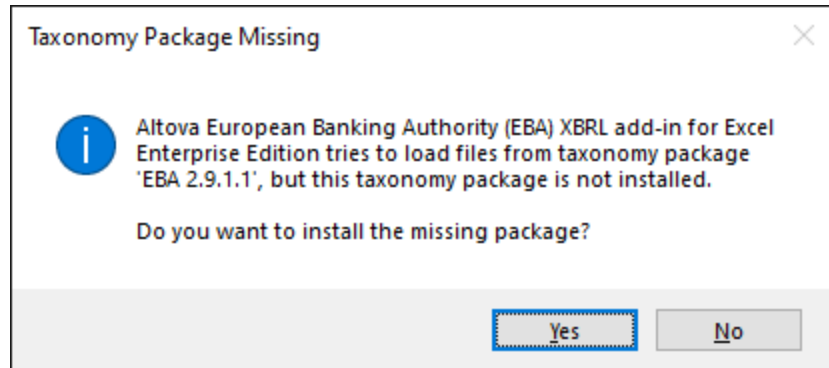 Taxonomy Package Missing
Altova European Banking Authority (EBA) XBRL add-in for Excel
Enterprise Edition tries to load files from taxonomy package
'EBA 2.9.1.1', but this taxonomy package is not installed.
Do you want to install the missing package?
Yes
No